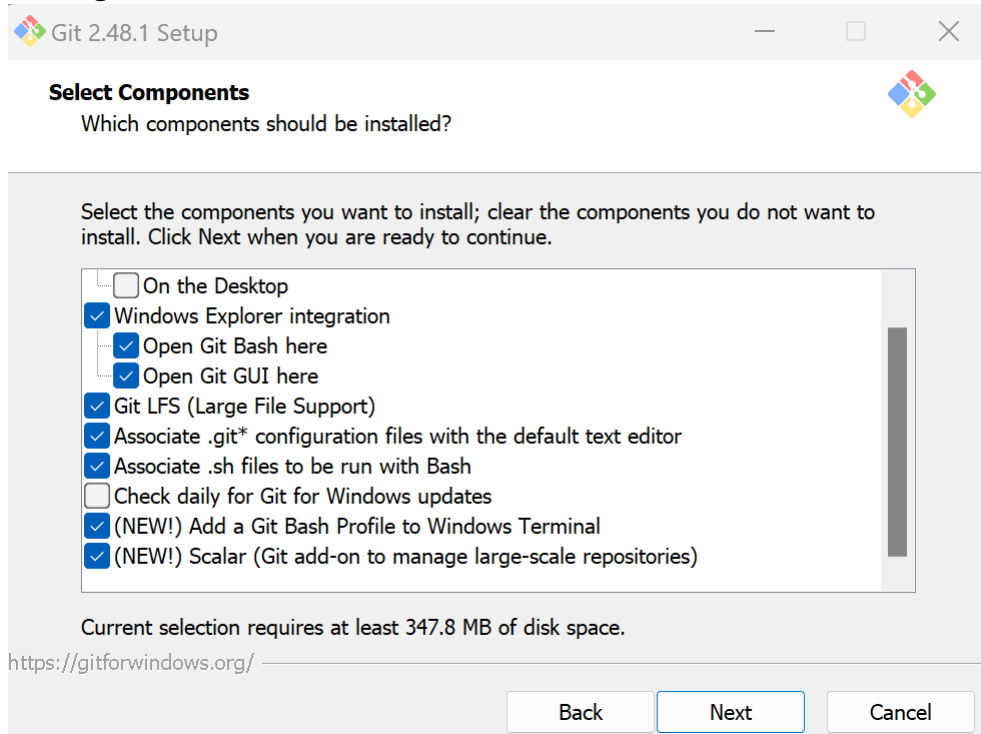 Git 2.48.1 Setup
Select Components
Which components should be installed?
Select the components you want to install; clear the components you do not want to
install. Click Next when you are ready to continue.
On the Desktop
Windows Explorer integration
Open Git Bash here
Open Git GUI here
Git LFS (Large File Support)
Associate .git* configuration files with the default text editor
Associate .sh files to be run with Bash
Check daily for Git for Windows updates
(NEW!) Add a Git Bash Profile to Windows Terminal
(NEW!) Scalar (Git add-on to manage large-scale repositories)
Current selection requires at least 347.8 MB of disk space.
https://gitforwindows.org/
Back
Next
Cancel